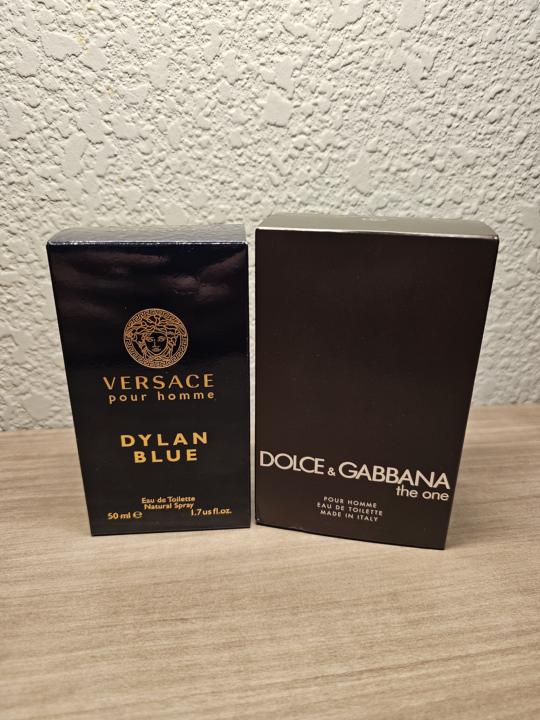 VERSACE
pour homme
DYLAN
BLUE
Eau de Toilette
Natural Spray
50 ml ℮ 1.7 us fl.oz.
DOLCE & GABBANA
the one
POUR HOMME
EAU DE TOILETTE
MADE IN ITALY